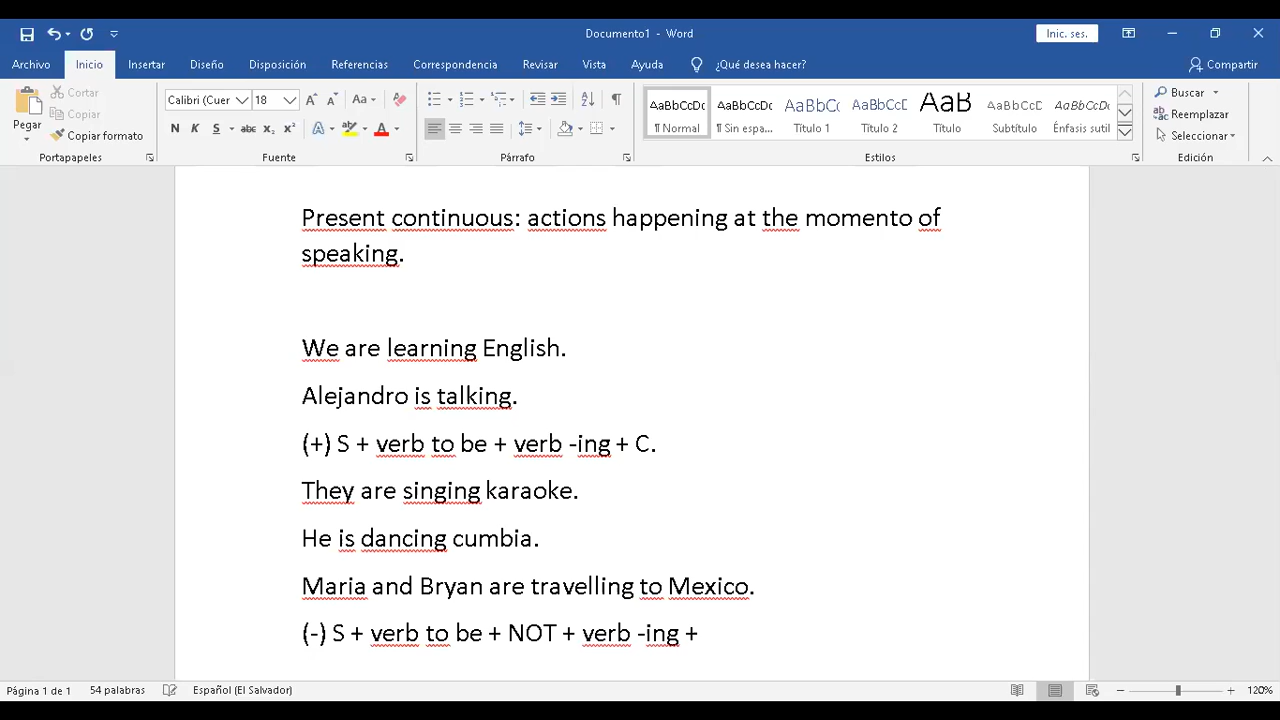 Documento1 - Word
Inic. ses.
Archivo Inicio Insertar Diseño Disposición Referencias Correspondencia Revisar Vista Ayuda ¿Qué desea hacer? Compartir
Pegar Cortar Copiar Copiar formato
Portapapeles
Calibri (Cuer 18 Aa
N K S abc x₂ x² A A
Fuente
Párrafo
AaBbCcDc AaBbCcDc AaBbCc AaBbCcD AaB AaBbCcD AaBbCcDc
¶ Normal ¶ Sin espa... Título 1 Título 2 Título Subtítulo Énfasis sutil
Estilos
Buscar
Reemplazar
Seleccionar
Edición
Present continuous: actions happening at the momento of
speaking.
We are learning English.
Alejandro is talking.
(+) S + verb to be + verb -ing + C.
They are singing karaoke.
He is dancing cumbia.
Maria and Bryan are travelling to Mexico.
(-) S + verb to be + NOT + verb -ing +
Página 1 de 1 54 palabras Español (El Salvador) 120%